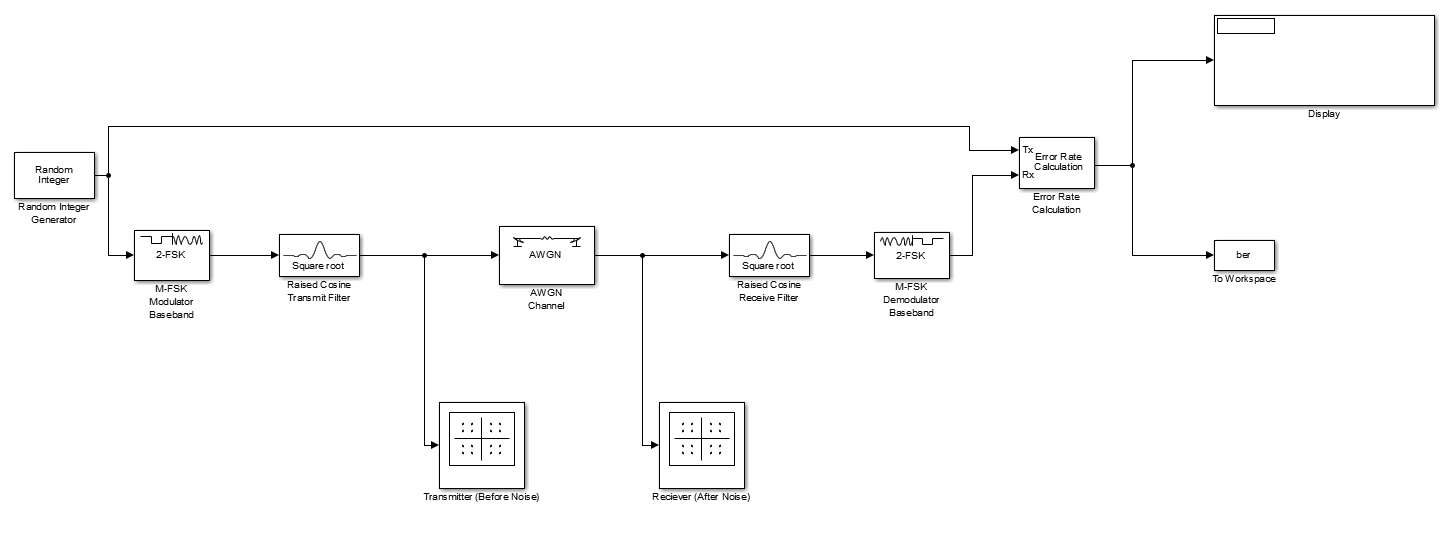 Display
Random
Integer
Random Integer
Generator
Tx
Rx
Error Rate
Calculation
Error Rate
Calculation
2-FSK
M-FSK
Modulator
Baseband
Square root
Raised Cosine
Transmit Filter
AWGN
AWGN
Channel
Square root
Raised Cosine
Receive Filter
2-FSK
M-FSK
Demodulator
Baseband
ber
To Workspace
Transmitter (Before Noise)
Reciever (After Noise)